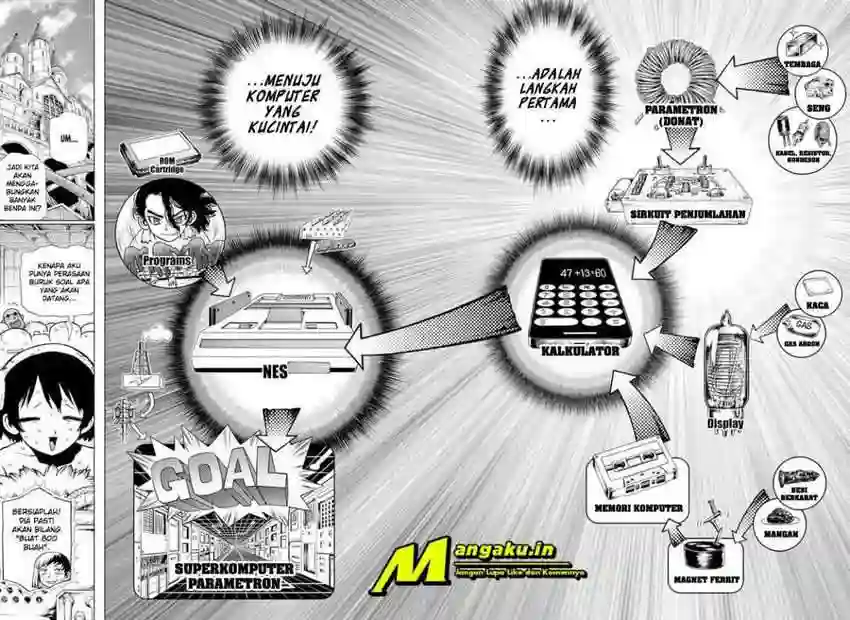 TEMBAGA
SENG
KABEL, RESISTOR,
KONDENSOR
PARAMETRON
(DONAT)
...ADALAH
LANGKAH
PERTAMA
...
...MENUJU
KOMPUTER
YANG
KUCINTAI!
SIRKUIT PENJUMLAHAN
ROM
Cartridge
Programs
47+13=60
KALKULATOR
KACA
GAS
GAS ARGON
Display
NES
MEMORI KOMPUTER
BESI
BERKARAT
MANGAN
MAGNET FERRIT
GOAL
SUPERKOMPUTER
PARAMETRON
UM...
JADI KITA
AKAN
MENGGA-
BUNGKAN
BANYAK
BENDA INI?
KENAPA AKU
PUNYA PERASAAN
BURUK GOAL APA
YANG AKAN
DATANG...
BERSIAPLAH!
DIA PASTI
AKAN BILANG
"BUAT 800
BUAH".
Mangaku.in
Jangan Lupa Like dan Komennya